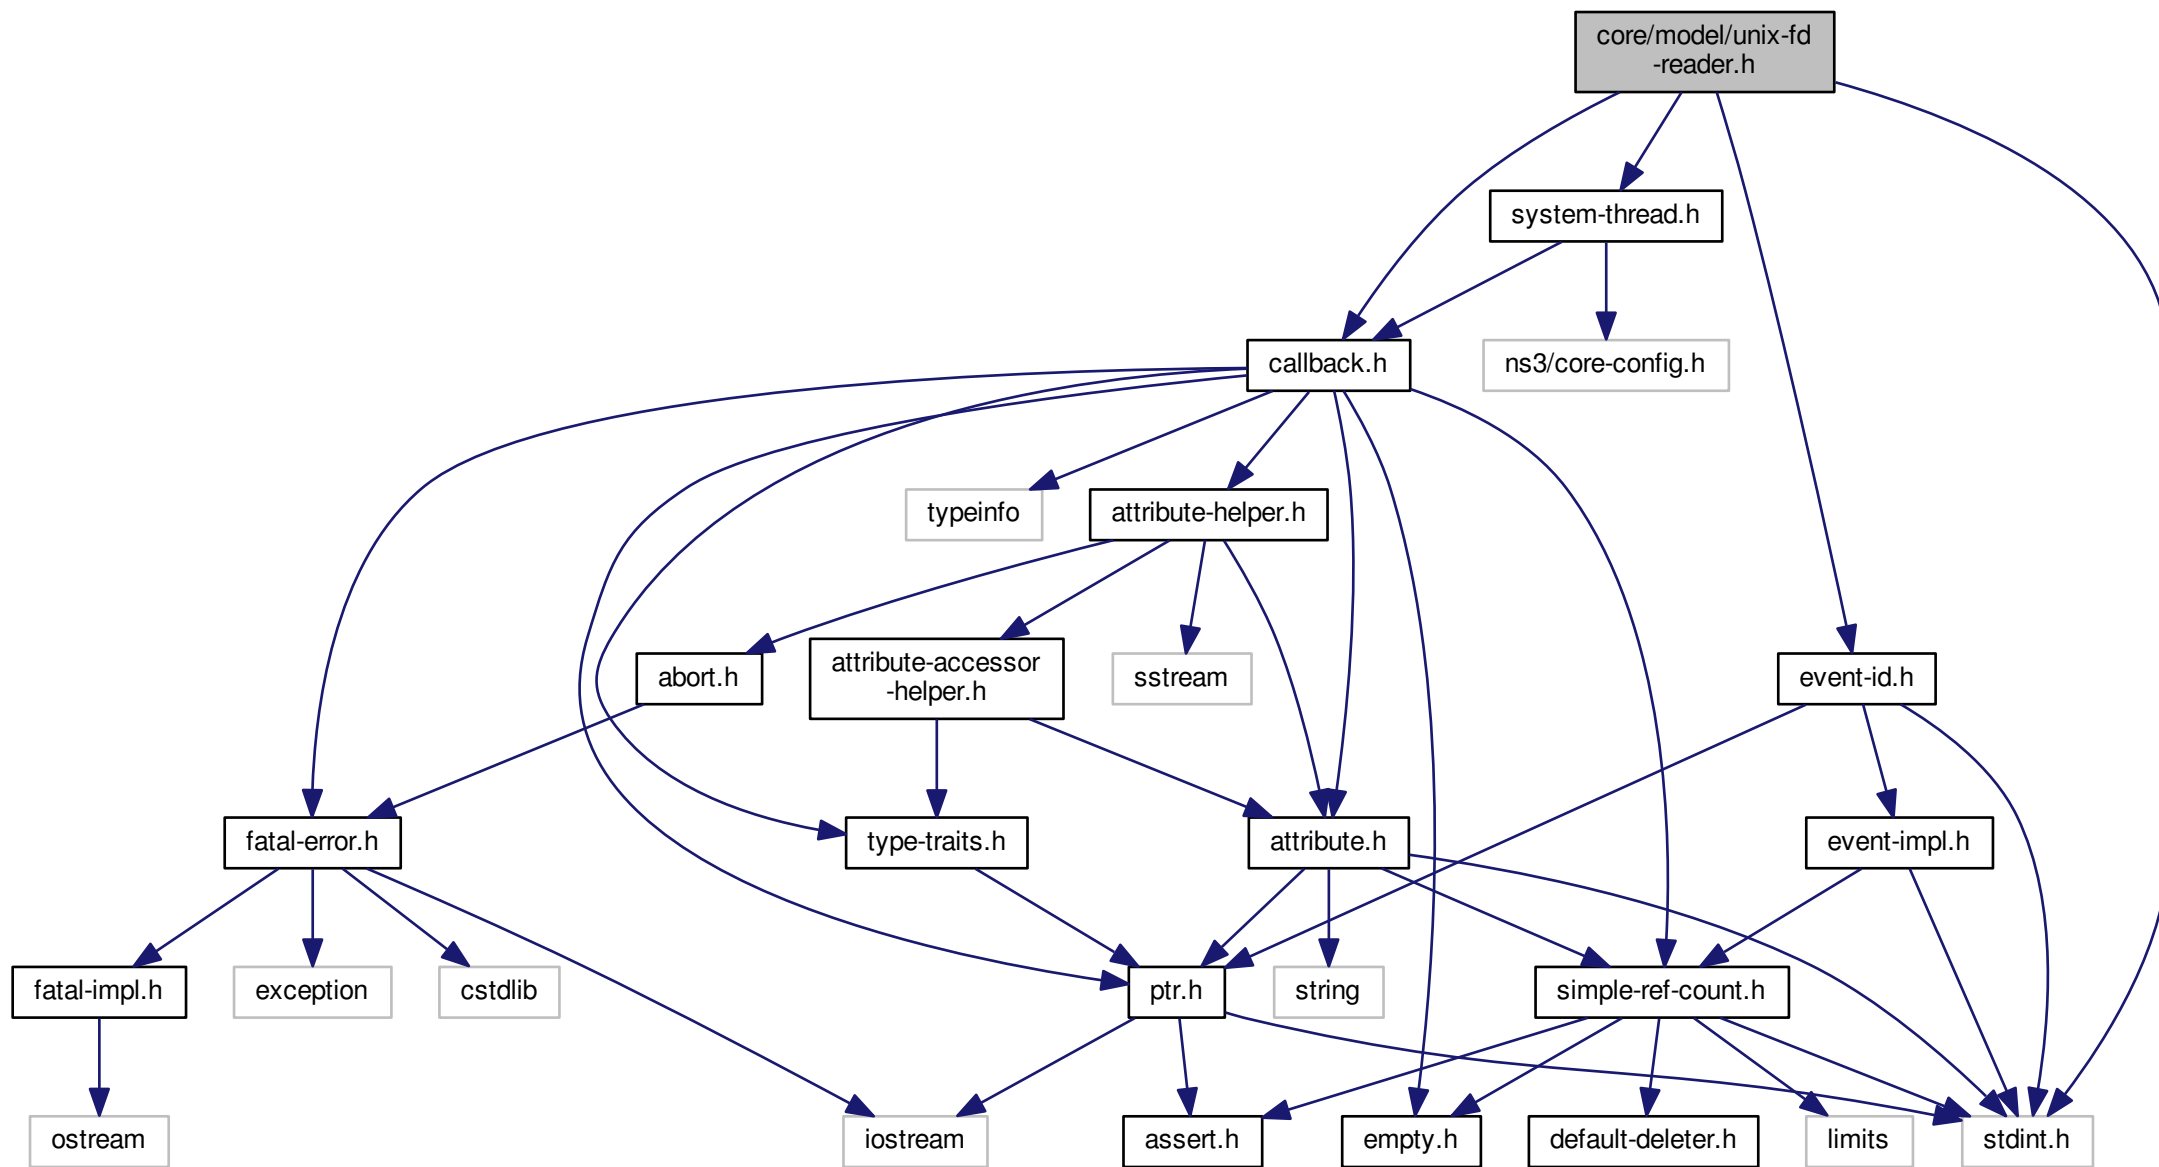 core/model/unix-fd
-reader.h
system-thread.h
callback.h
ns3/core-config.h
typeinfo
attribute-helper.h
abort.h
attribute-accessor
-helper.h
sstream
event-id.h
fatal-error.h
type-traits.h
attribute.h
event-impl.h
fatal-impl.h
exception
cstdlib
ptr.h
string
simple-ref-count.h
ostream
iostream
assert.h
empty.h
default-deleter.h
limits
stdint.h